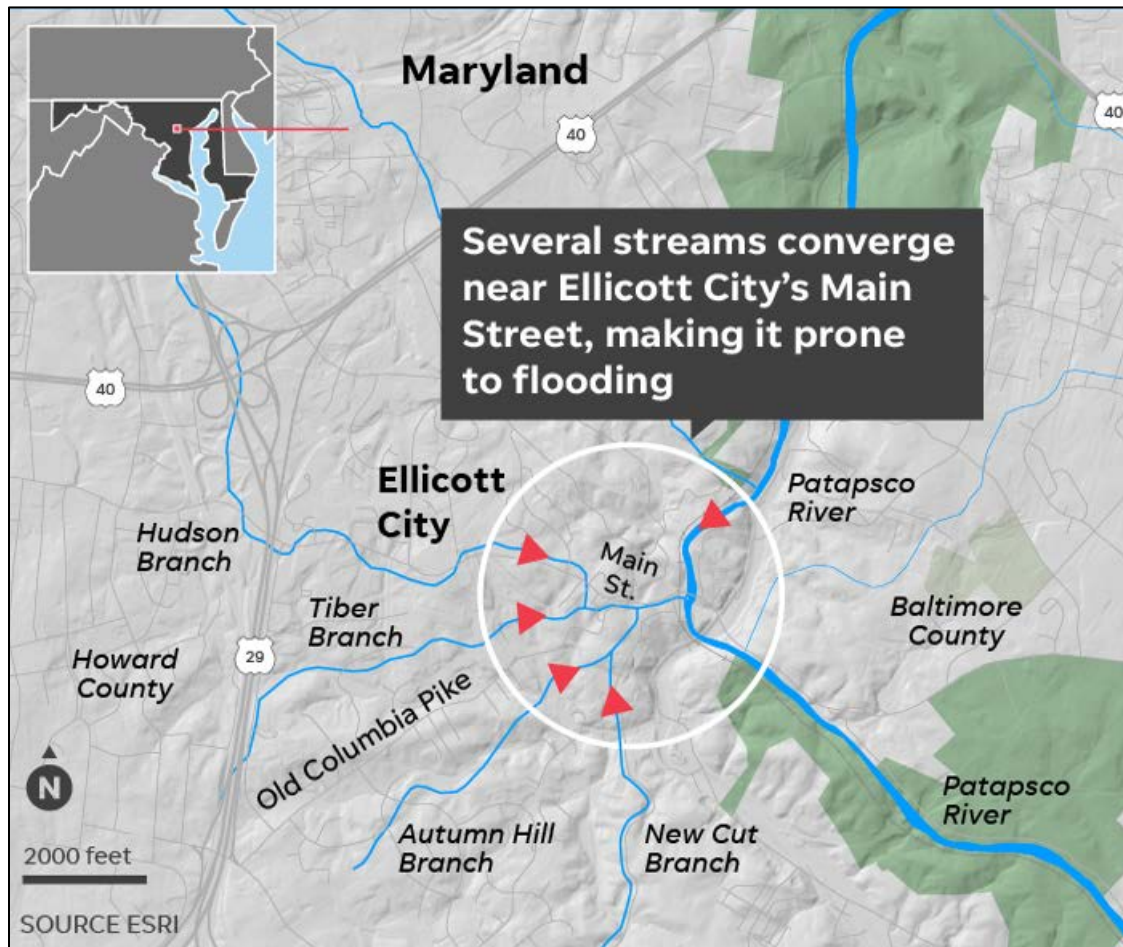 Maryland
40
40
Several streams converge
near Ellicott City’s Main
Street, making it prone
to flooding
40
Ellicott
City
Patapsco
River
Hudson
Branch
Main
St.
Tiber
Branch
Baltimore
County
Howard
County
29
Old Columbia Pike
N
Patapsco
River
Autumn Hill
Branch
New Cut
Branch
2000 feet
SOURCE ESRI